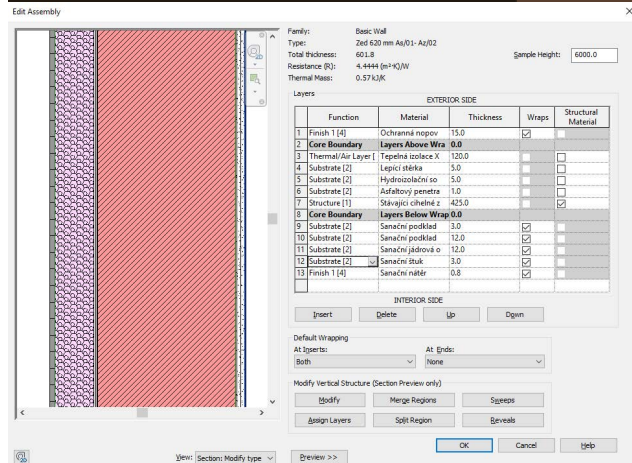 Edit Assembly
Family: Basic Wall
Type: Zed 620 mm As/01- Az/02
Total thickness: 601.8 Sample Height: 6000.0
Resistance (R): 4.4444 (m²·K)/W
Thermal Mass: 0.57 kJ/K
Layers
EXTERIOR SIDE
Function Material Thickness Wraps Structural Material
1 Finish 1 [4] Ochranná nopov 15.0
2 Core Boundary Layers Above Wra 0.0
3 Thermal/Air Layer [ Tepelná izolace X 120.0
4 Substrate [2] Lepící stěrka 5.0
5 Substrate [2] Hydroizolační so 5.0
6 Substrate [2] Asfaltový penetra 1.0
7 Structure [1] Stávajíci cihelné z 425.0
8 Core Boundary Layers Below Wrap 0.0
9 Substrate [2] Sanační podklad 3.0
10 Substrate [2] Sanační podklad 12.0
11 Substrate [2] Sanační jádrová o 12.0
12 Substrate [2] Sanační štuk 3.0
13 Finish 1 [4] Sanační nátěr 0.8
INTERIOR SIDE
Insert Delete Up Down
Default Wrapping
At Inserts: At Ends:
Both None
Modify Vertical Structure (Section Preview only)
Modify Merge Regions Sweeps
Assign Layers Split Region Reveals
OK Cancel Help
View: Section: Modify type Preview >>
2D